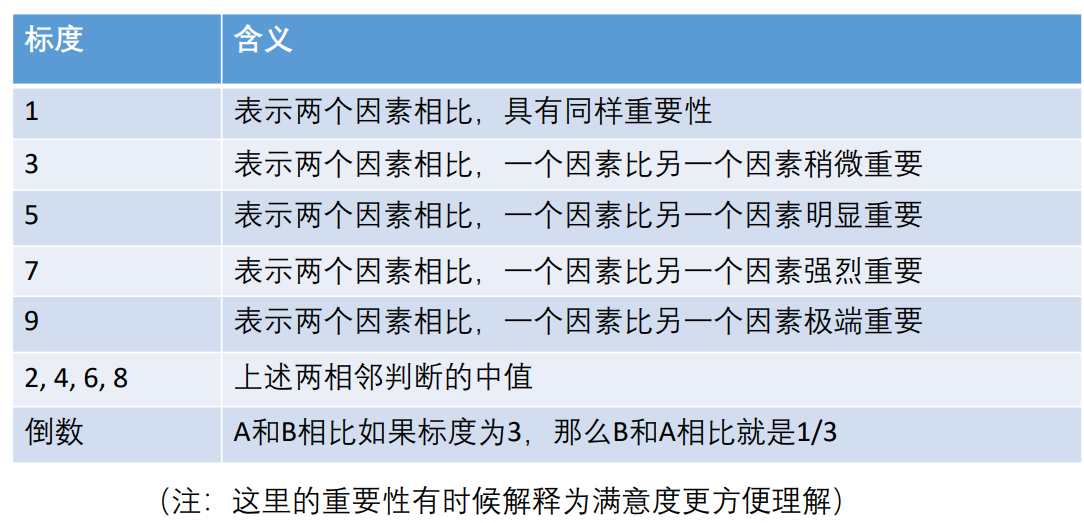 标度 含义
1 表示两个因素相比，具有同样重要性
3 表示两个因素相比，一个因素比另一个因素稍微重要
5 表示两个因素相比，一个因素比另一个因素明显重要
7 表示两个因素相比，一个因素比另一个因素强烈重要
9 表示两个因素相比，一个因素比另一个因素极端重要
2, 4, 6, 8 上述两相邻判断的中值
倒数 A和B相比如果标度为3，那么B和A相比就是1/3
（注：这里的重要性有时候解释为满意度更方便理解）